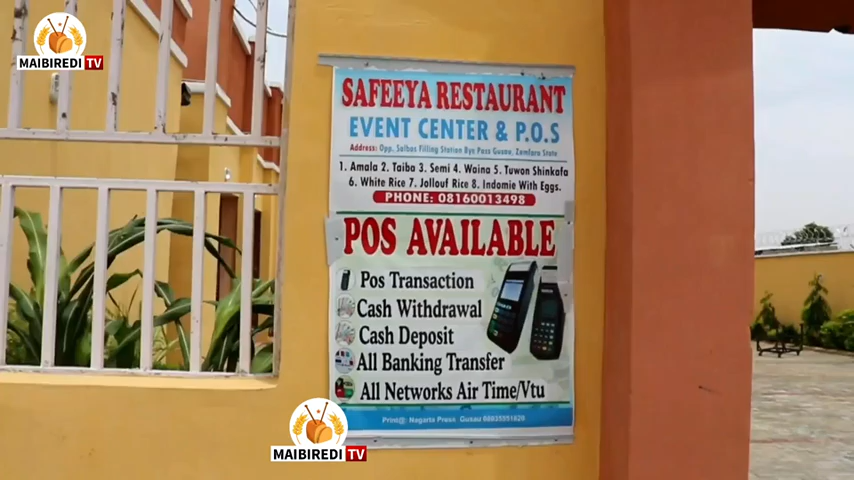 MAIBIREDI TV
SAFEEYA RESTAURANT
EVENT CENTER & P.O.S
Address: Opp. Salbas Filling Station Bye Pass Gusau, Zamfara State
1. Amala 2. Taiba 3. Semi 4. Waina 5. Tuwon Shinkafa
6. White Rice 7. Jollouf Rice 8. Indomie With Eggs.
PHONE: 08160013498
POS AVAILABLE
Pos Transaction
Cash Withdrawal
Cash Deposit
All Banking Transfer
All Networks Air Time/Vtu
Print@: Nagarta Press Gusau
MAIBIREDI TV